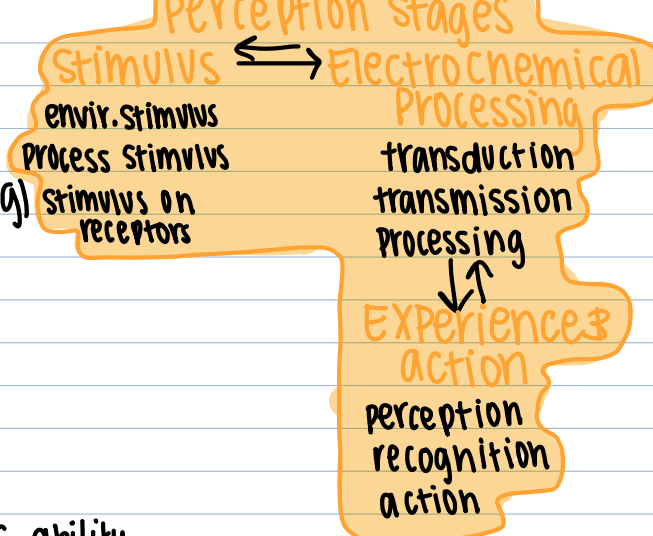 Perception Stages
Stimulus
envir. Stimulus
Process Stimulus
g) Stimulus on
receptors
Electrochemical
Processing
transduction
transmission
Processing
Experience &
action
perception
recognition
action
ability